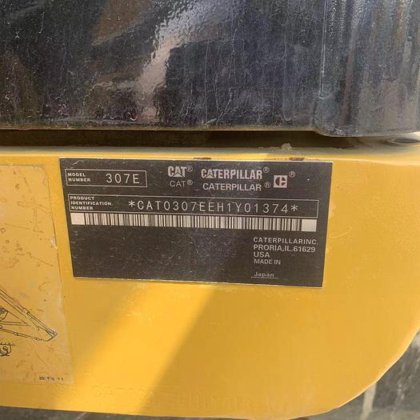 MODEL NUMBER 307E CAT CATERPILLAR
CAT CATERPILLAR C
PRODUCT IDENTIFICATION NUMBER *CAT0307EEH1Y01374*
CATERPILLAR INC.
PRORIA,IL.61629
USA
MADE IN
Japan